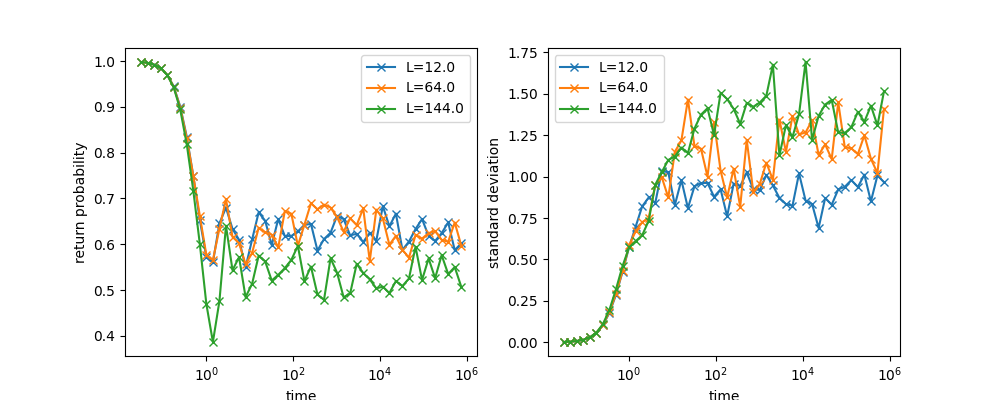 return probability
1.0
0.9
0.8
0.7
0.6
0.5
0.4
L=12.0
L=64.0
L=144.0
10^0
10^2
10^4
10^6
time
standard deviation
1.75
1.50
1.25
1.00
0.75
0.50
0.25
0.00
L=12.0
L=64.0
L=144.0
10^0
10^2
10^4
10^6
time